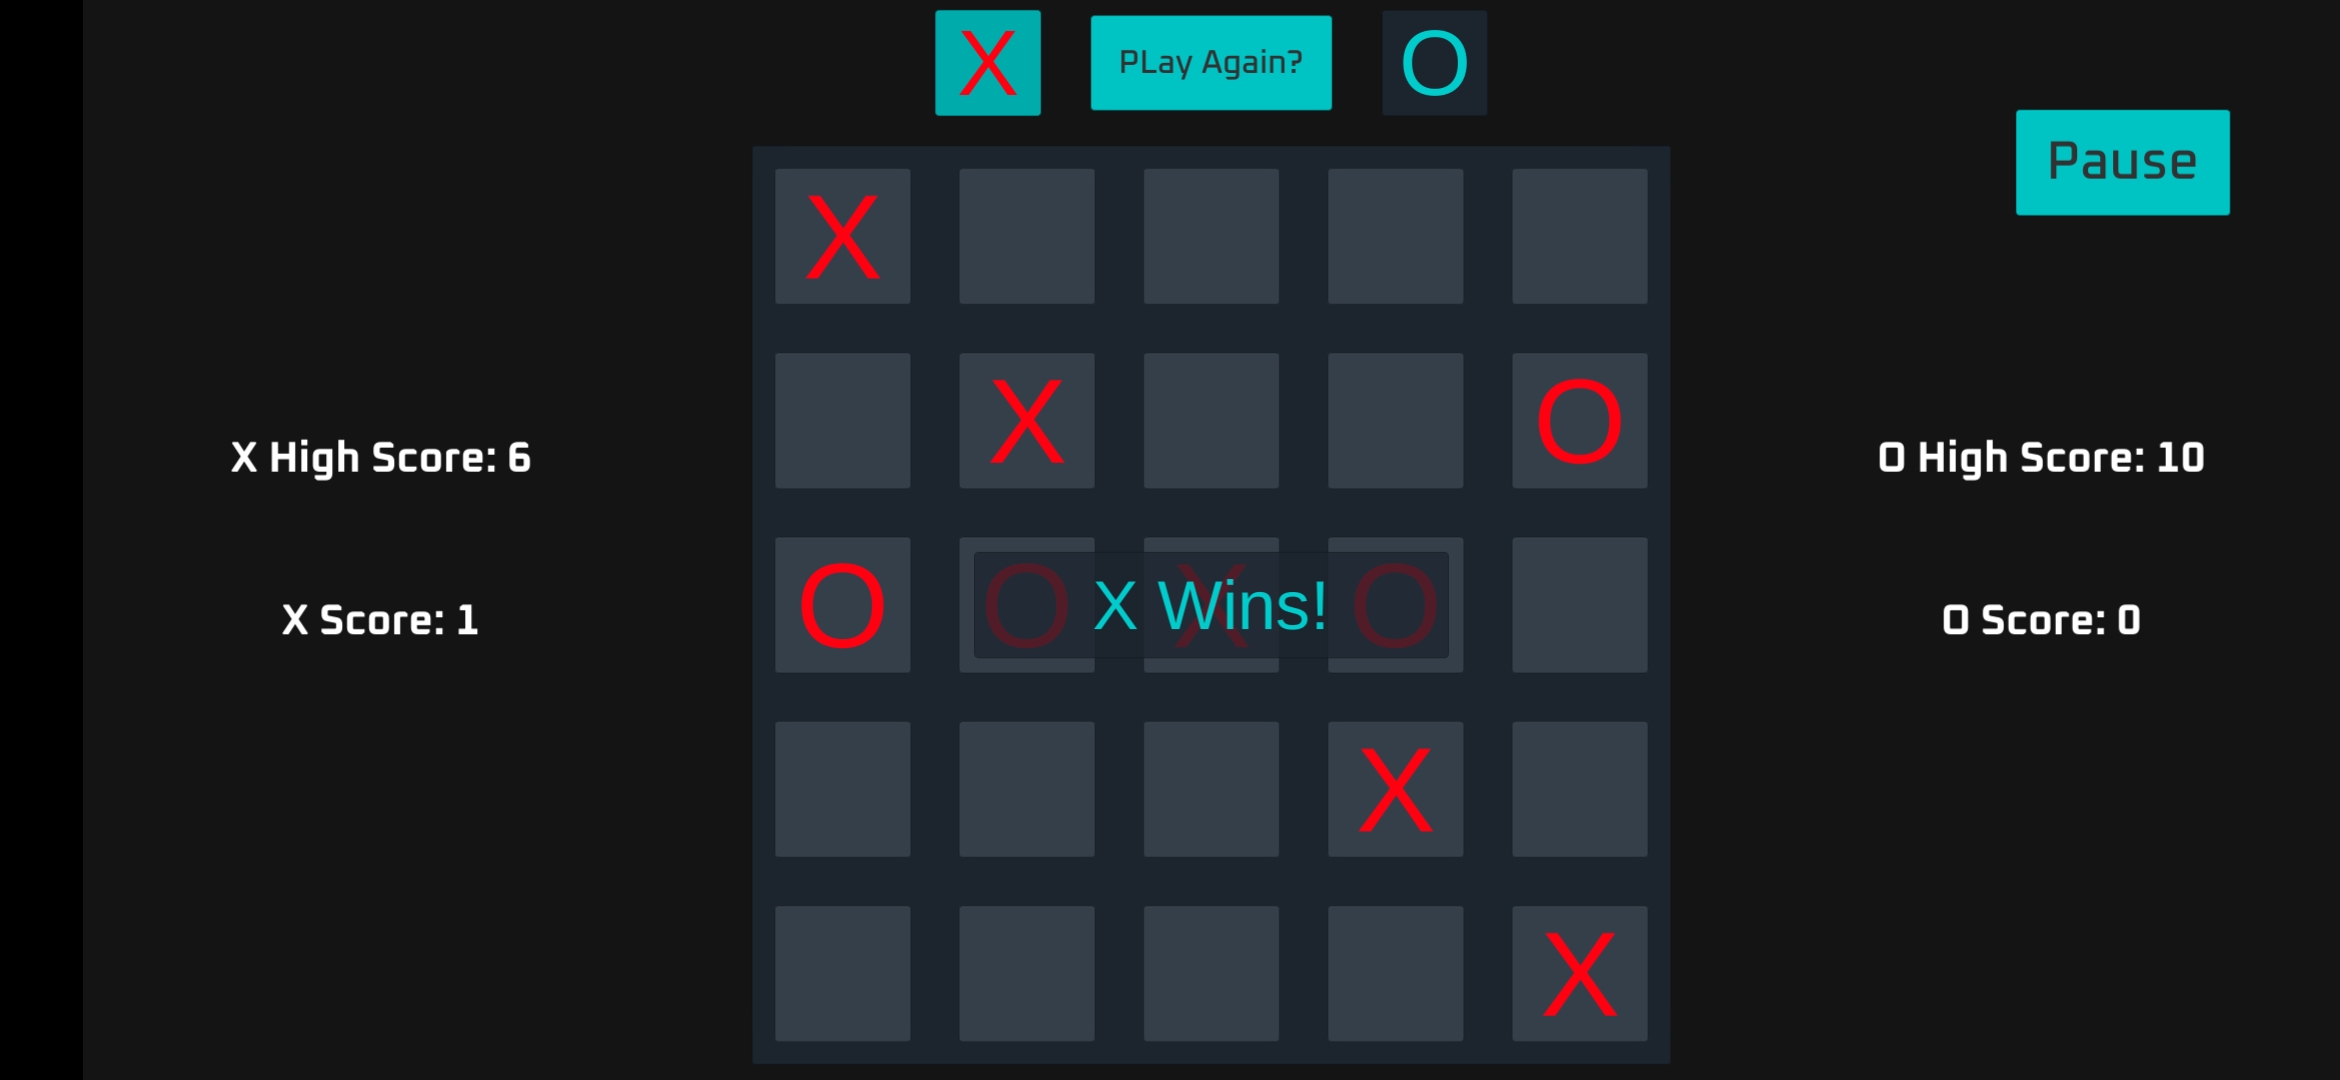 X PLay Again? O
Pause
X
X O
X High Score: 6
O High Score: 10
O O X O
X Wins!
X Score: 1
O Score: 0
X
X